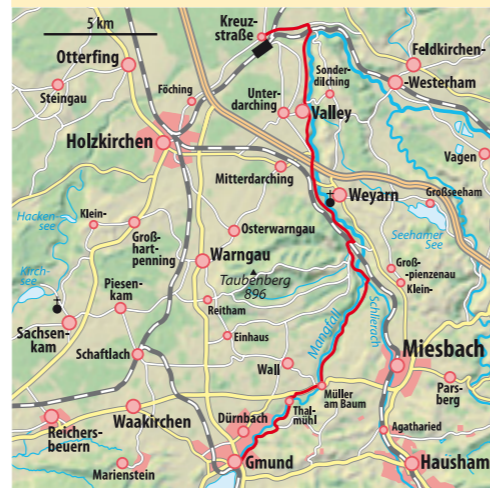 5 km
Kreuz-
straße
Otterfing
Feldkirchen-
-Westerham
Steingau
Föching
Sonder-
dilching
Unter-
darching
Valley
Holzkirchen
Vagen
Mitterdarching
Weyarn
Großseeham
Hacken-
see
Klein-
Groß-
hart-
penning
Osterwarngau
Seehamer
See
Kirch-
see
Warngau
Taubenberg
896
Groß-
-pienzenau
Klein-
Piesen-
kam
Reitham
Mangfall
Schlierach
Sachsen-
kam
Einhaus
Schaftlach
Wall
Miesbach
Müller
am Baum
Pars-
berg
Waakirchen
Thal-
mühl
Dürnbach
Reichers-
beuern
Agatharied
Marienstein
Gmund
Hausham